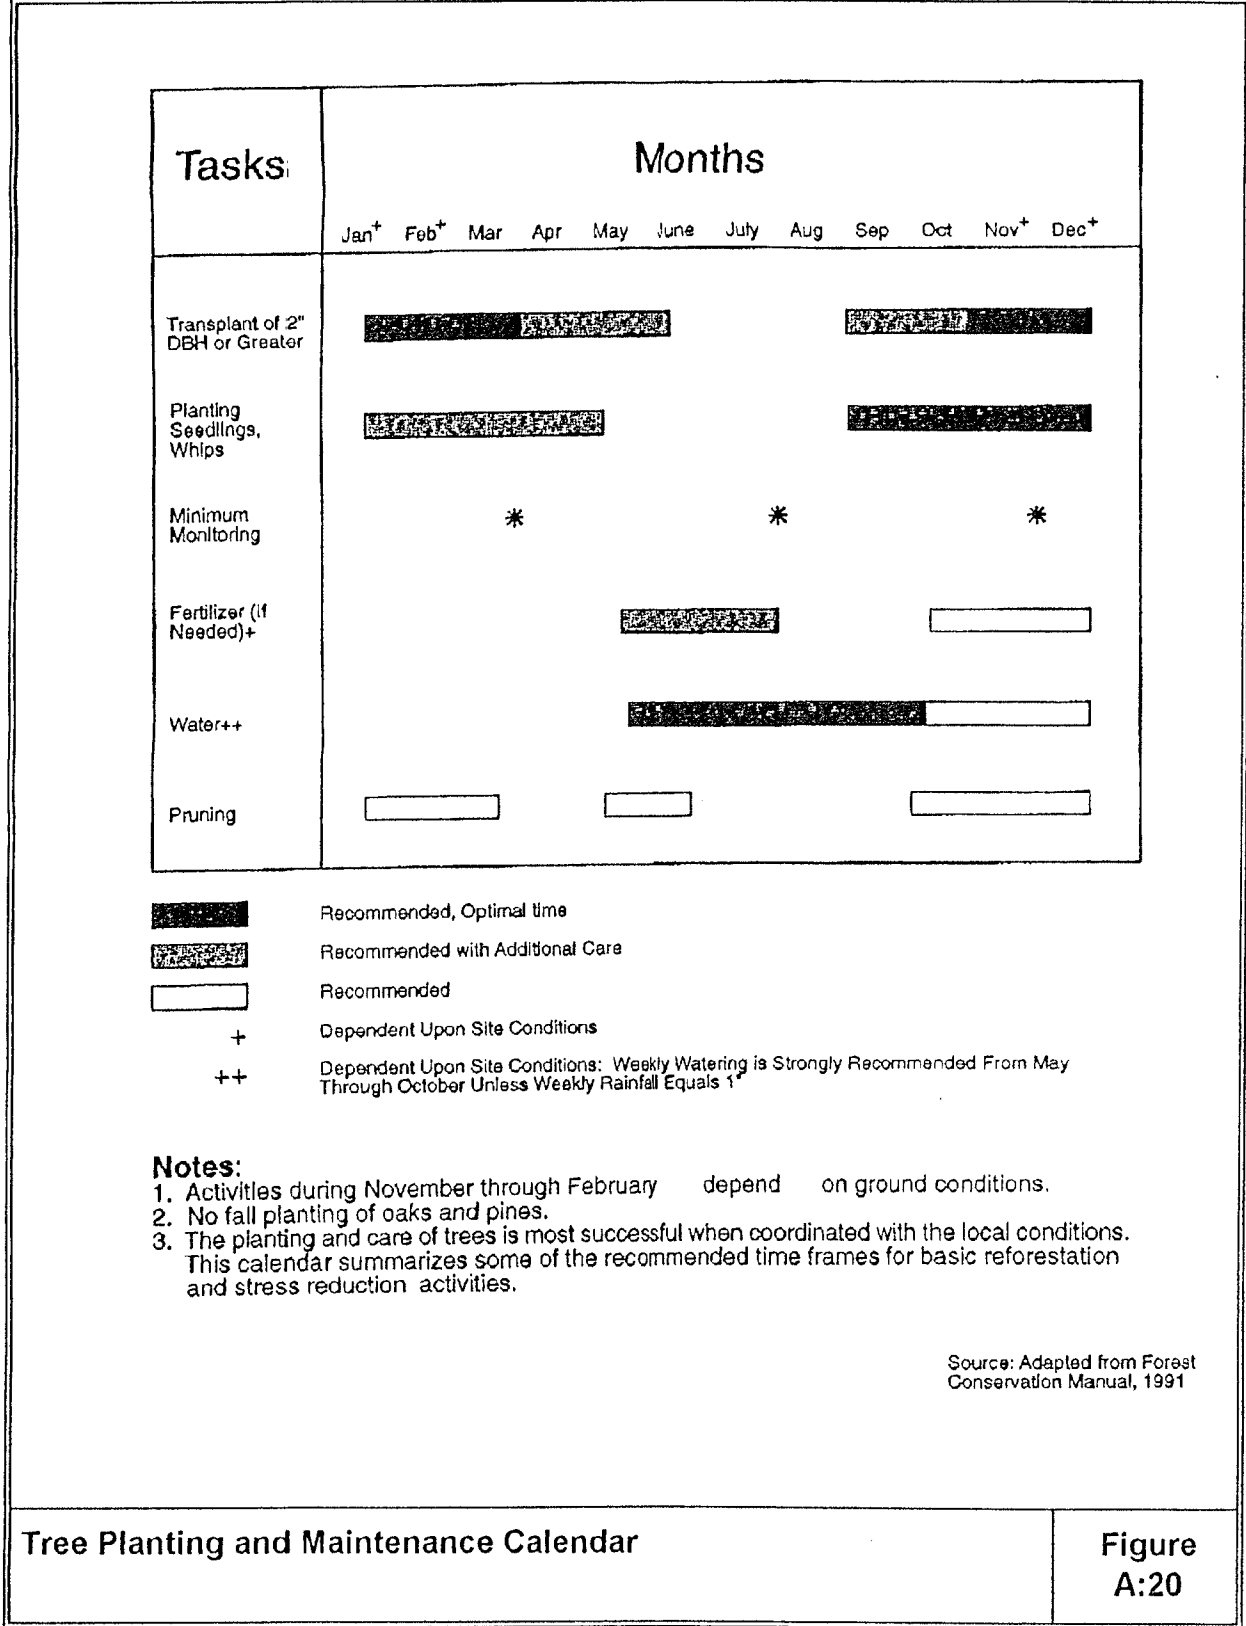 Tasks
Months
Jan+ Feb+ Mar Apr May June July Aug Sep Oct Nov+ Dec+
Transplant of 2"
DBH or Greater
Planting
Seedlings,
Whips
Minimum
Monitoring
* * *
Fertilizer (if
Needed)+
Water++
Pruning
Recommended, Optimal time
Recommended with Additional Care
Recommended
+ Dependent Upon Site Conditions
++ Dependent Upon Site Conditions: Weekly Watering is Strongly Recommended From May
Through October Unless Weekly Rainfall Equals 1"
Notes:
1. Activities during November through February depend on ground conditions.
2. No fall planting of oaks and pines.
3. The planting and care of trees is most successful when coordinated with the local conditions.
This calendar summarizes some of the recommended time frames for basic reforestation
and stress reduction activities.
Source: Adapted from Forest
Conservation Manual, 1991
Tree Planting and Maintenance Calendar
Figure
A:20